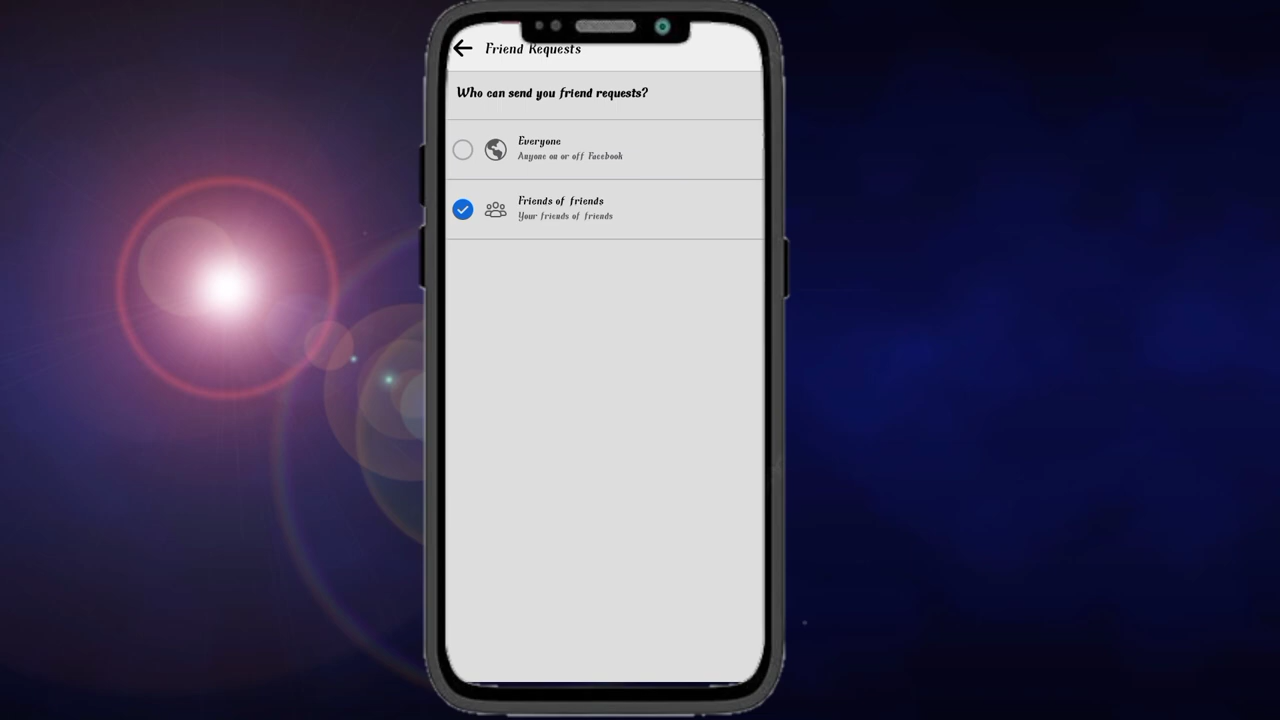 Friend Requests
Who can send you friend requests?
Everyone
Anyone on or off Facebook
Friends of friends
Your friends of friends